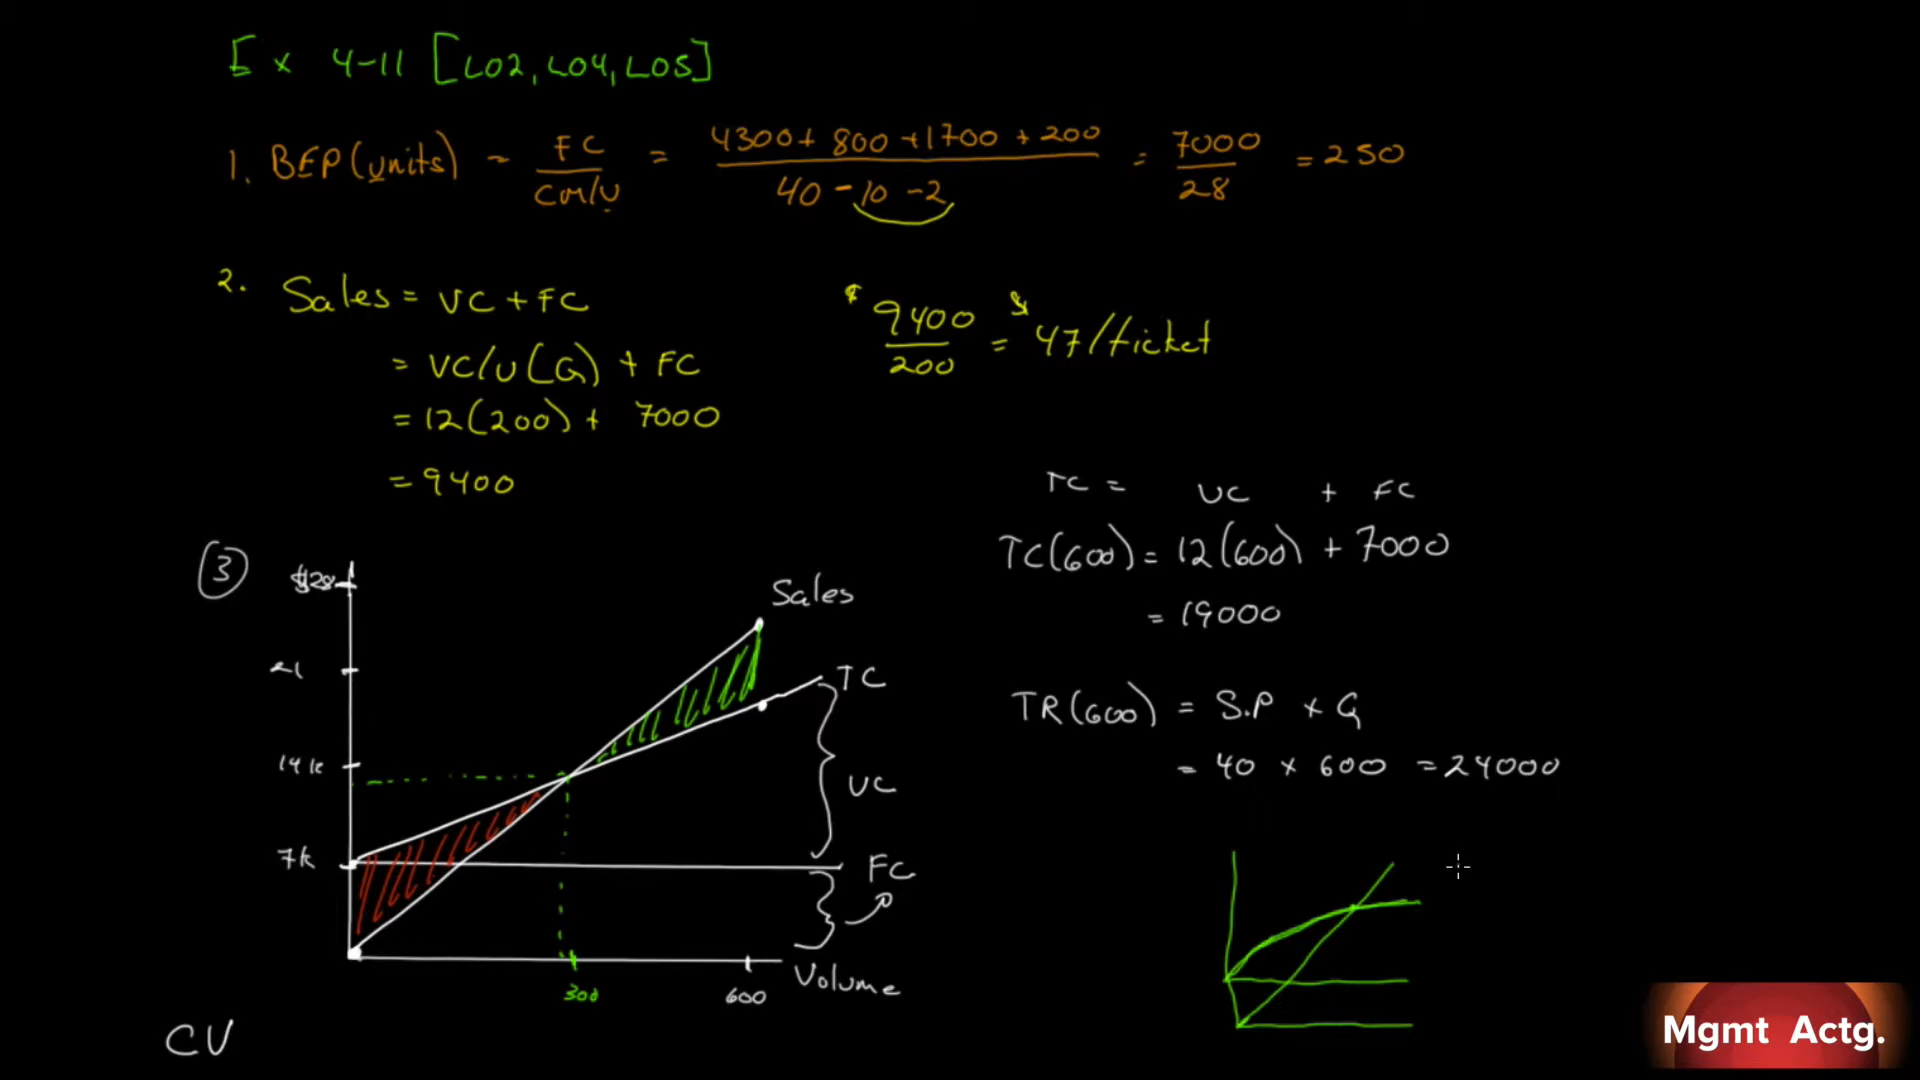 Ex 4-11 [LO2, LO4, LO5]
1. BEP (units) = FC / CM/U = 4300 + 800 + 1700 + 200 / 40 - 10 - 2 = 7000 / 28 = 250
2. Sales = VC + FC
= VC/U (Q) + FC
= 12(200) + 7000
= 9400
$ 9400 / 200 = $ 47/ticket
TC = VC + FC
TC(600) = 12(600) + 7000
= 19000
TR(600) = S.P x Q
= 40 x 600 = 24000
3
$28
21
14k
7k
Sales
TC
VC
FC
Volume
300
600
CV
Mgmt Actg.